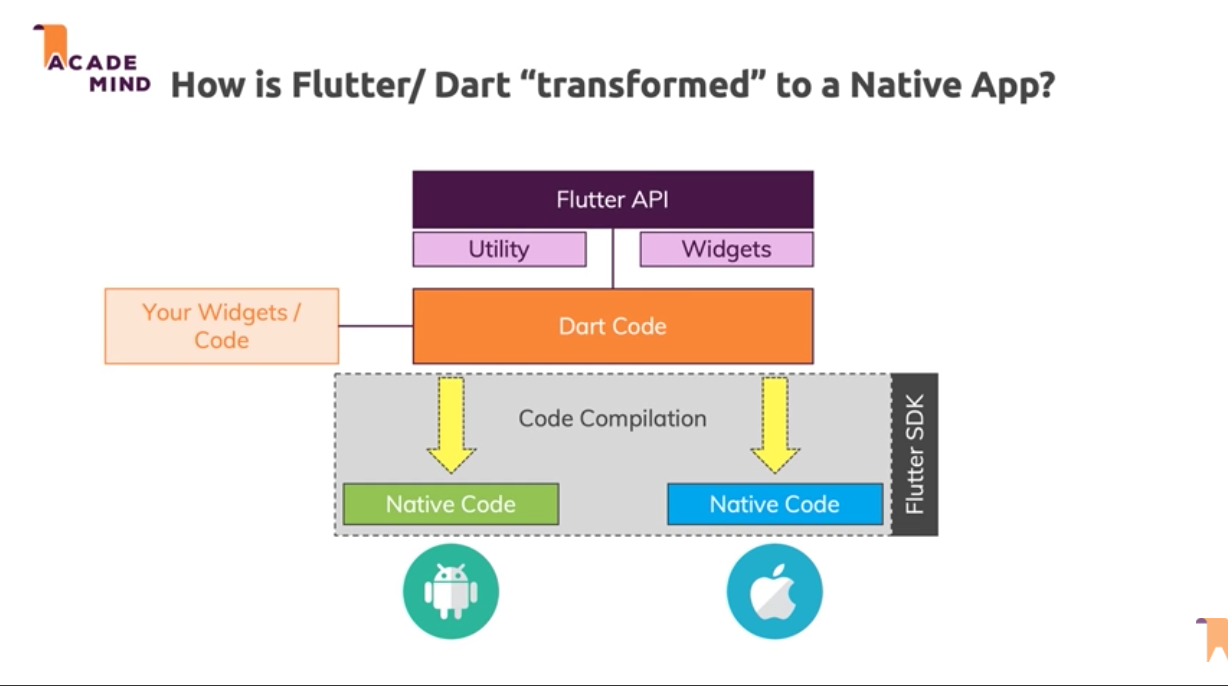 ACADE
MIND
How is Flutter/ Dart “transformed” to a Native App?
Flutter API
Utility
Widgets
Your Widgets /
Code
Dart Code
Code Compilation
Flutter SDK
Native Code
Native Code